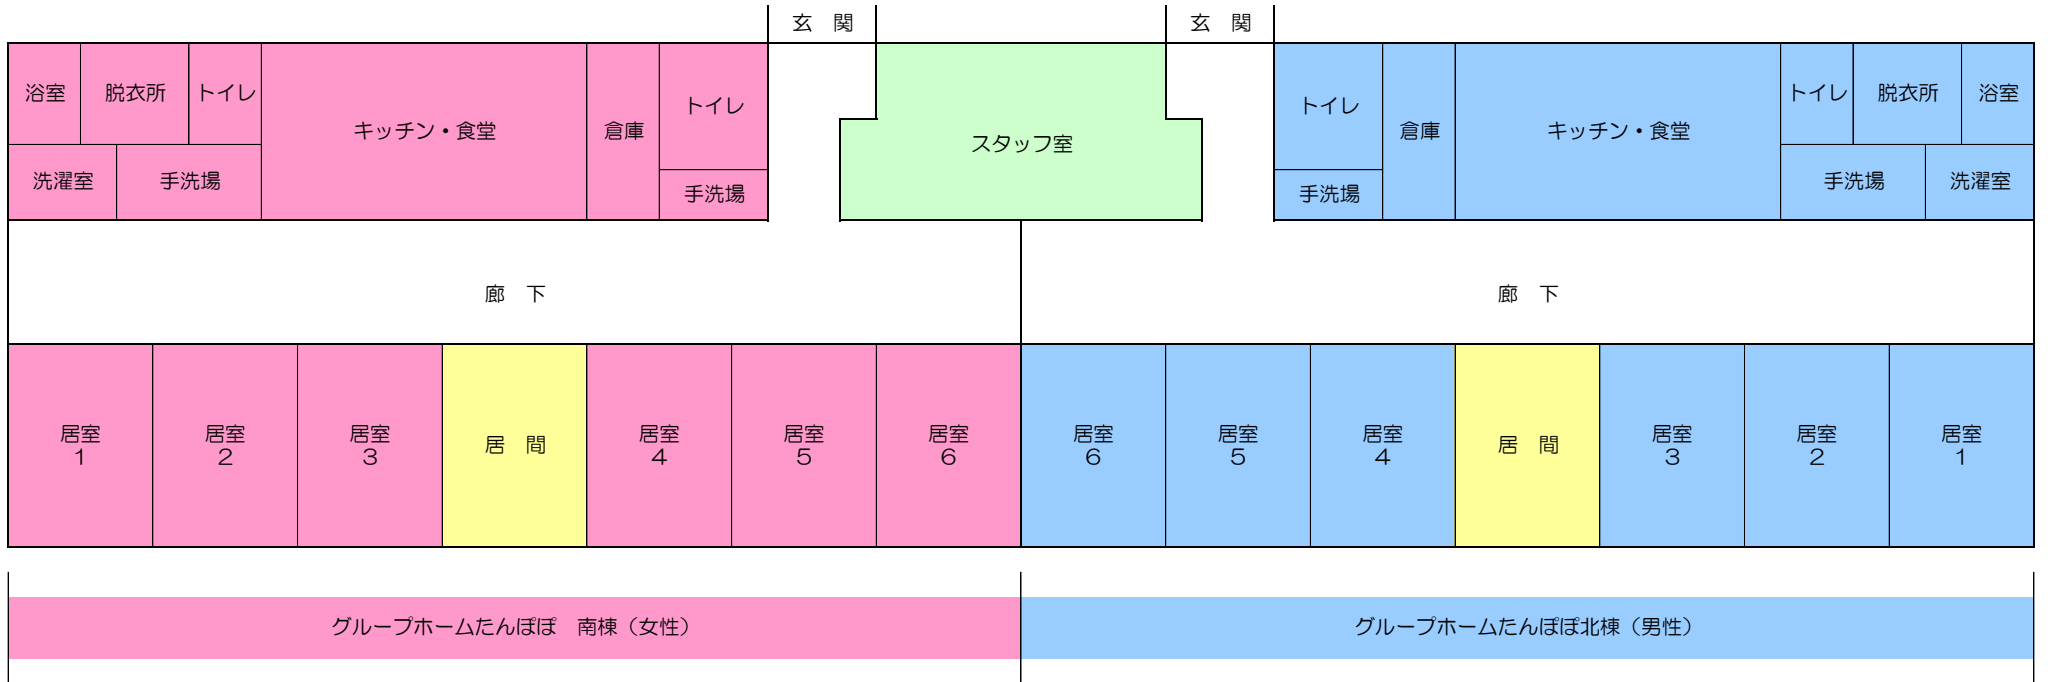 玄　関
玄　関
浴室
脱衣所
トイレ
キッチン・食堂
倉庫
トイレ
スタッフ室
トイレ
倉庫
キッチン・食堂
トイレ
脱衣所
浴室
洗濯室
手洗場
手洗場
手洗場
手洗場
洗濯室
廊　下
廊　下
居室
1
居室
2
居室
3
居　間
居室
4
居室
5
居室
6
居室
6
居室
5
居室
4
居　間
居室
3
居室
2
居室
1
グループホームたんぽぽ　南棟（女性）
グループホームたんぽぽ北棟（男性）